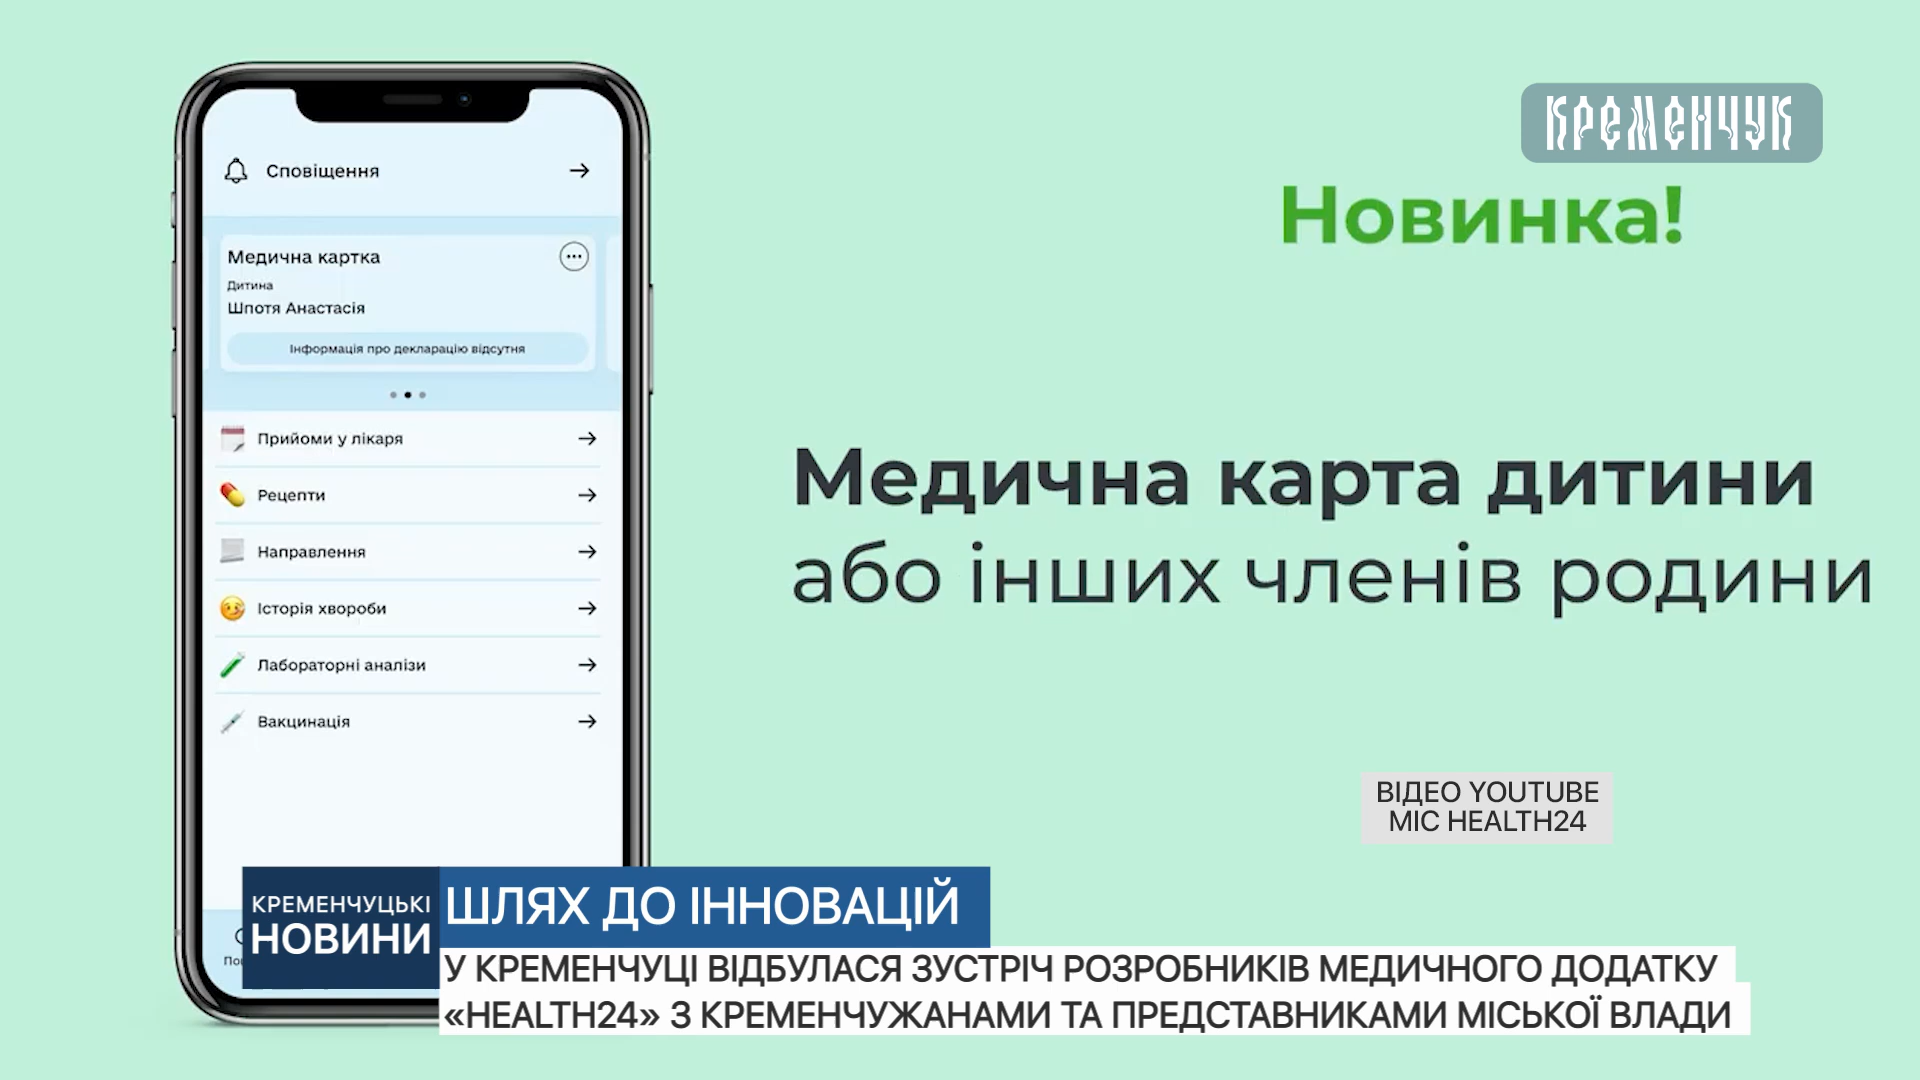 КРЕМЕНЧУК
Новинка!
Сповіщення
Медична картка
Дитина
Шпотя Анастасія
Інформація про декларацію відсутня
Прийоми у лікаря
Рецепти
Направлення
Історія хвороби
Лабораторні аналізи
Вакцинація
Медична карта дитини
або інших членів родини
ВІДЕО YOUTUBE
МІС HEALTH24
КРЕМЕНЧУЦЬКІ
НОВИНИ
ШЛЯХ ДО ІННОВАЦІЙ
У КРЕМЕНЧУЦІ ВІДБУЛАСЯ ЗУСТРІЧ РОЗРОБНИКІВ МЕДИЧНОГО ДОДАТКУ
«HEALTH24» З КРЕМЕНЧУЖАНАМИ ТА ПРЕДСТАВНИКАМИ МІСЬКОЇ ВЛАДИ